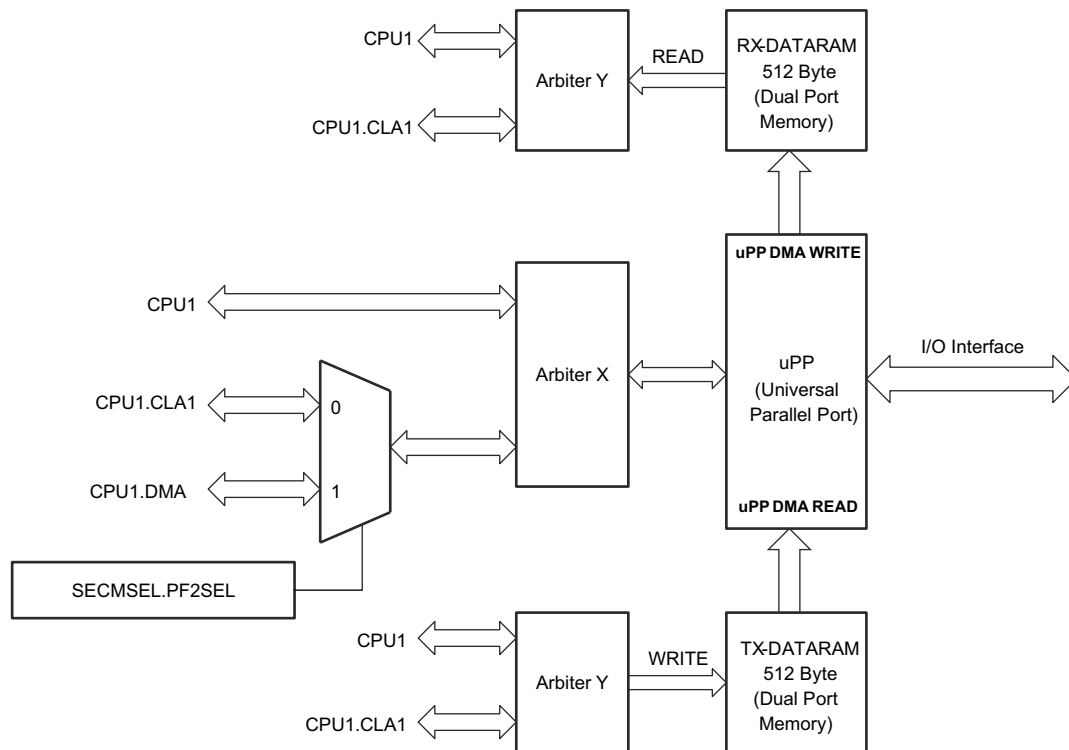 CPU1
CPU1.CLA1
Arbiter Y
READ
RX-DATARAM
512 Byte
(Dual Port
Memory)
CPU1
CPU1.CLA1
CPU1.DMA
0
1
SECMSEL.PF2SEL
Arbiter X
uPP DMA WRITE
uPP
(Universal
Parallel Port)
uPP DMA READ
I/O Interface
CPU1
CPU1.CLA1
Arbiter Y
WRITE
TX-DATARAM
512 Byte
(Dual Port
Memory)